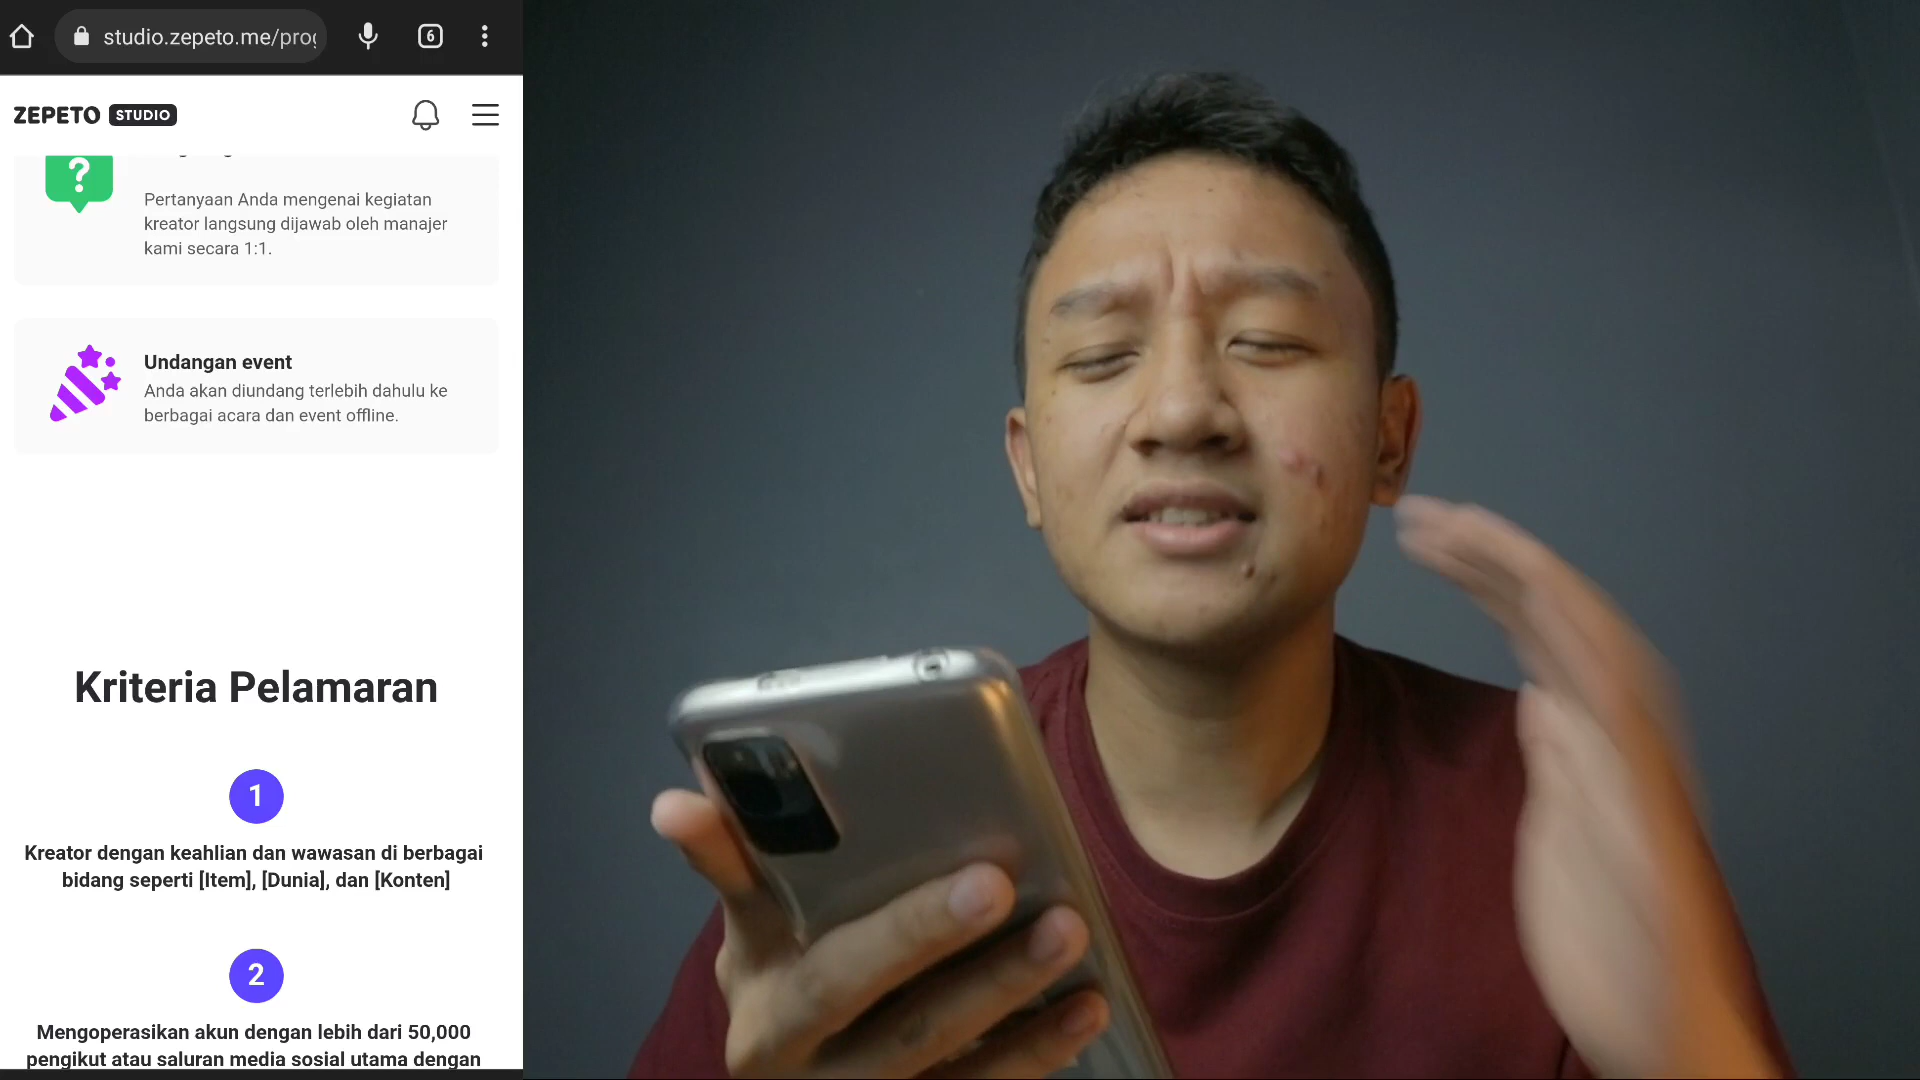 studio.zepeto.me/prog
6
ZEPETO STUDIO
?
Pertanyaan Anda mengenai kegiatan
kreator langsung dijawab oleh manajer
kami secara 1:1.
Undangan event
Anda akan diundang terlebih dahulu ke
berbagai acara dan event offline.
Kriteria Pelamaran
1
Kreator dengan keahlian dan wawasan di berbagai
bidang seperti [Item], [Dunia], dan [Konten]
2
Mengoperasikan akun dengan lebih dari 50,000
pengikut atau saluran media sosial utama dengan